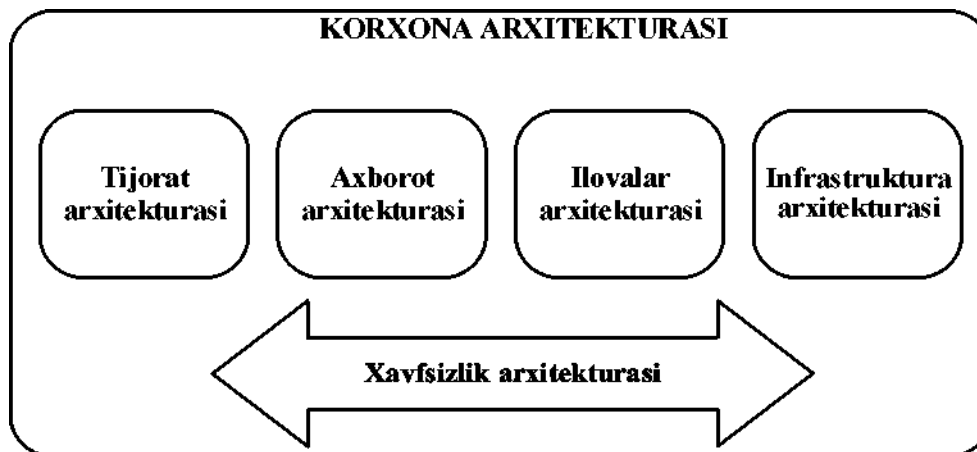 KORXONA ARXITEKTURASI
Tijorat
arxitekturasi
Axborot
arxitekturasi
Ilovalar
arxitekturasi
Infrastruktura
arxitekturasi
Xavfsizlik arxitekturasi